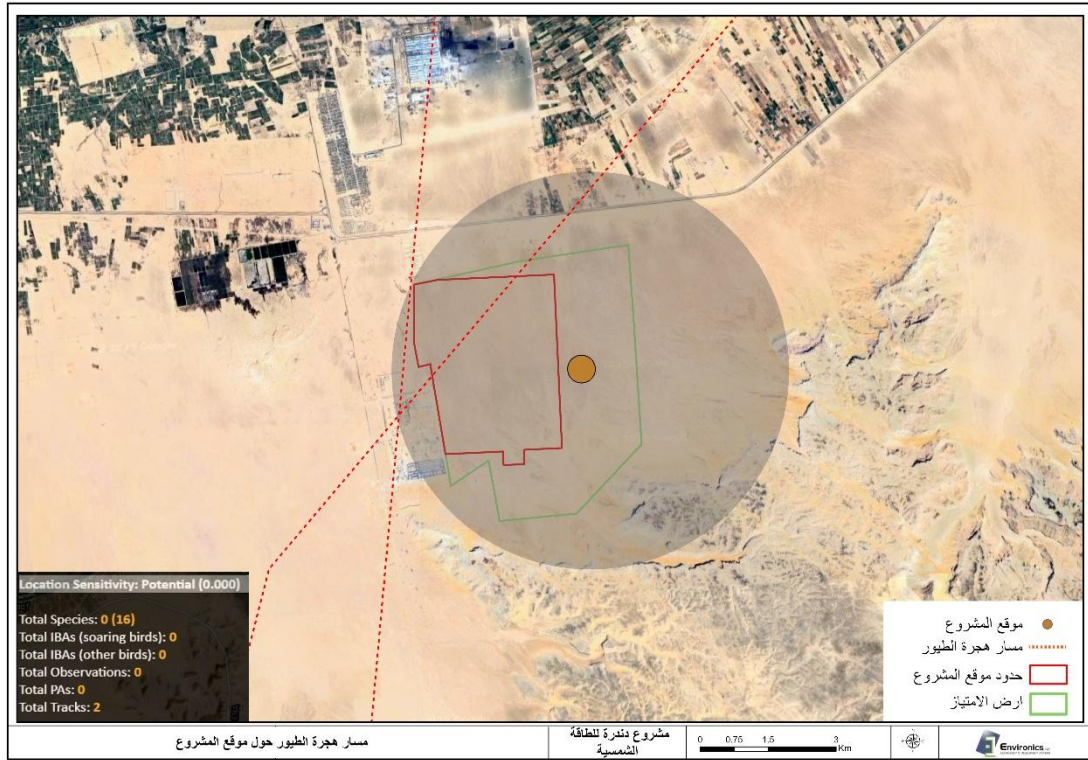 Location Sensitivity: Potential (0.000)
Total Species: 0 (16)
Total IBAs (soaring birds): 0
Total IBAs (other birds): 0
Total Observations: 0
Total PAs: 0
Total Tracks: 2
موقع المشروع
مسار هجرة الطيور
حدود موقع المشروع
ارض الامتياز
مسار هجرة الطيور حول موقع المشروع
مشروع دندرة للطاقة
الشمسية
0 0.75 1.5 3
Km
Environics